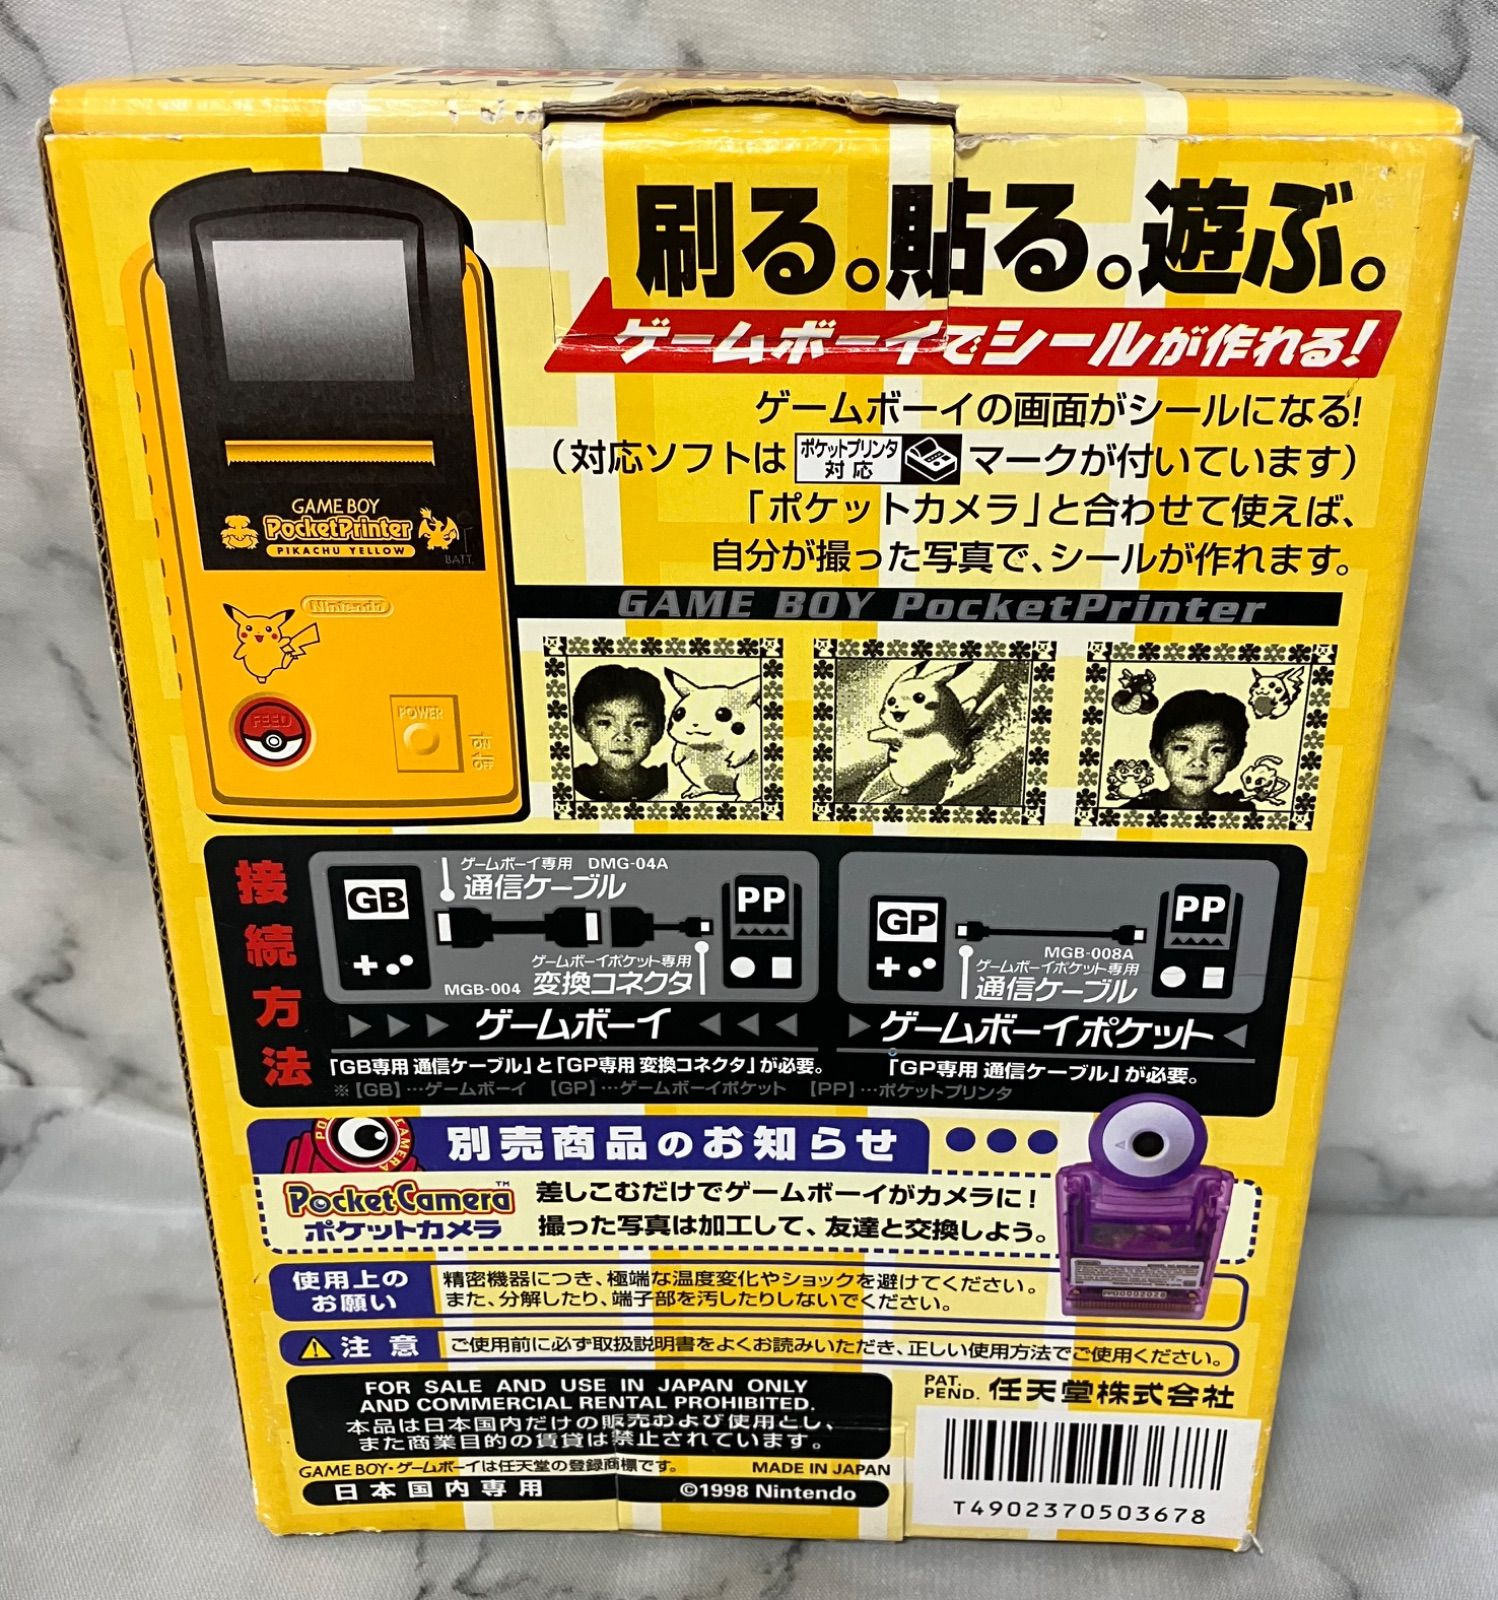 GAME BOY
刷る。貼る。遊ぶ。
ゲームボーイでシールが作れる!
ゲームボーイの画面がシールになる!
(対応ソフトは ポケットプリンタ対応 マークが付いています)
「ポケットカメラ」と合わせて使えば、
自分が撮った写真で、シールが作れます。
GAME BOY
PocketPrinter
PIKACHU YELLOW
BATT.
Nintendo
FEED
POWER
ON
OFF
GAME BOY PocketPrinter
接続方法
GB
ゲームボーイ専用 DMG-04A
通信ケーブル
PP
ゲームボーイポケット専用
MGB-004 変換コネクタ
ゲームボーイ
「GB専用 通信ケーブル」と「GP専用 変換コネクタ」が必要。
GP
PP
MGB-008A
ゲームボーイポケット専用
通信ケーブル
ゲームボーイポケット
「GP専用 通信ケーブル」が必要。
※【GB】…ゲームボーイ 【GP】…ゲームボーイポケット 【PP】…ポケットプリンタ
CAMERA
別売商品のお知らせ
PocketCamera™
ポケットカメラ
差しこむだけでゲームボーイがカメラに!
撮った写真は加工して、友達と交換しよう。
使用上の
お願い
精密機器につき、極端な温度変化やショックを避けてください。
また、分解したり、端子部を汚したりしないでください。
注意
ご使用前に必ず取扱説明書をよくお読みいただき、正しい使用方法でご使用ください。
FOR SALE AND USE IN JAPAN ONLY
AND COMMERCIAL RENTAL PROHIBITED.
本品は日本国内だけの販売および使用とし、
また商業目的の賃貸は禁止されています。
GAME BOY・ゲームボーイは任天堂の登録商標です。 MADE IN JAPAN
日本国内専用 ©1998 Nintendo
PAT.
PEND. 任天堂株式会社
T4902370503678